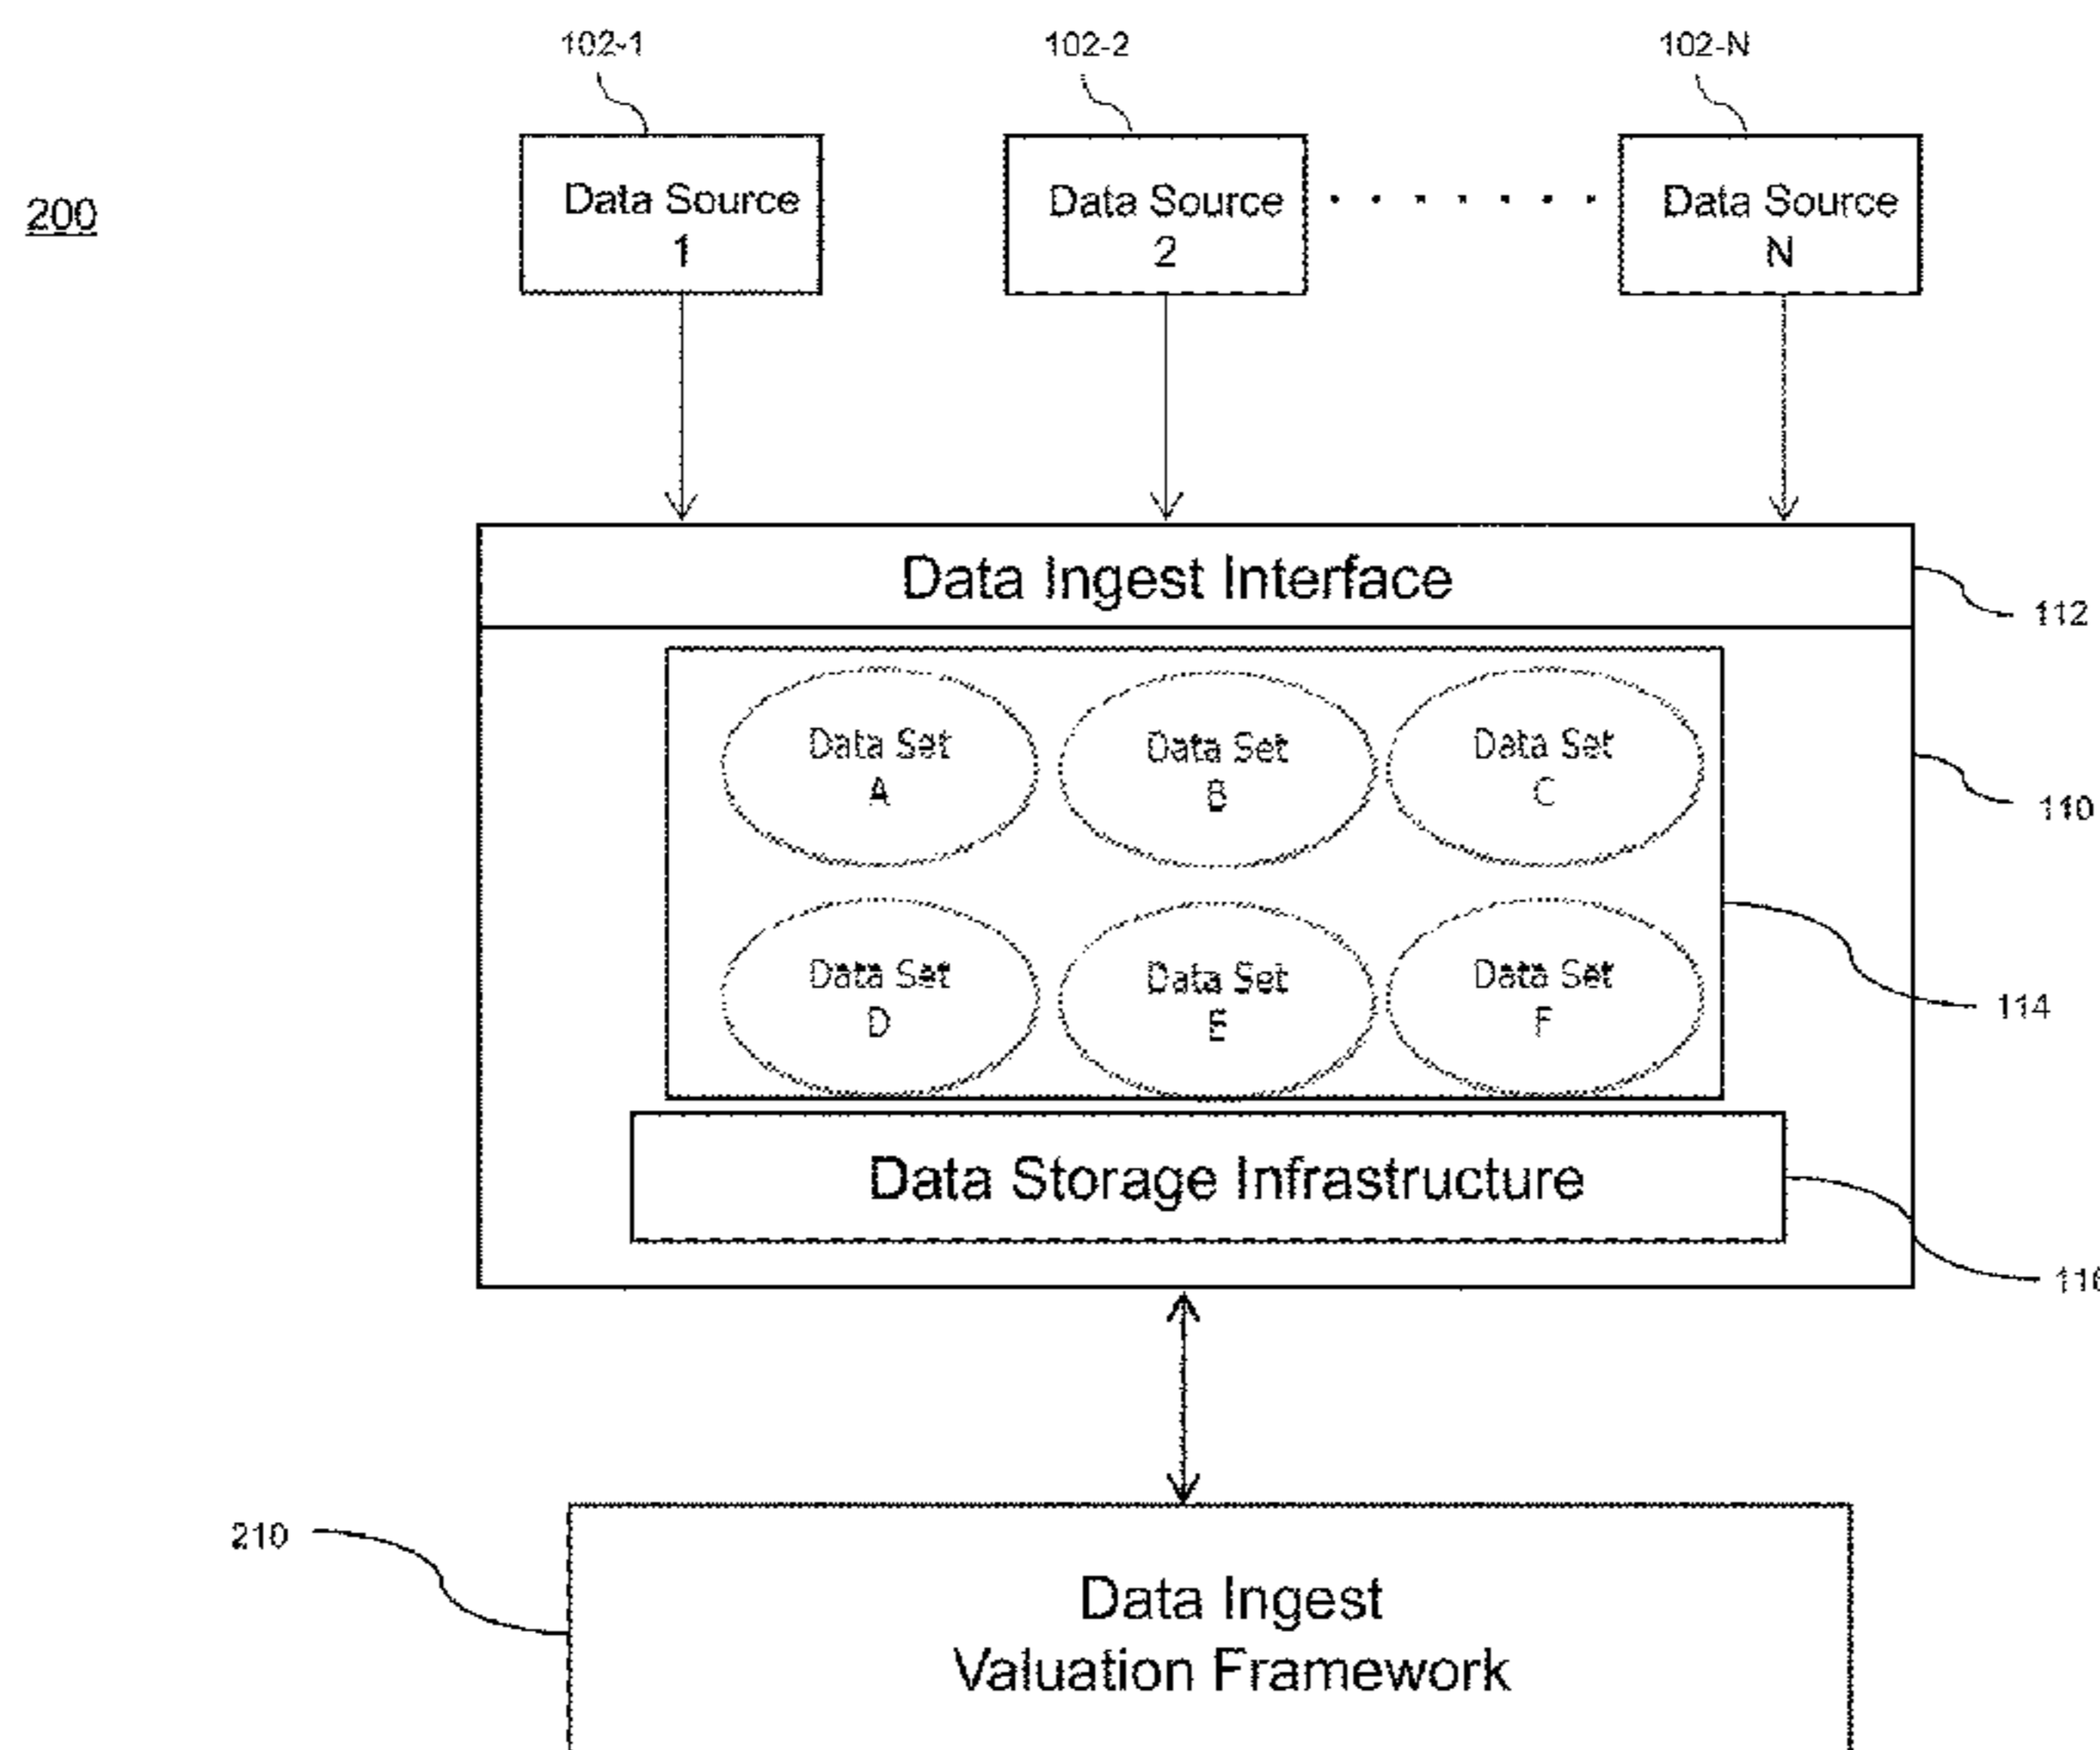 102-1
102-2
102-N
200
Data Source
1
Data Source
2
Data Source
N
Data Ingest Interface
112
Data Set
A
Data Set
B
Data Set
C
110
Data Set
D
Data Set
E
Data Set
F
114
Data Storage Infrastructure
210
Data Ingest
Valuation Framework